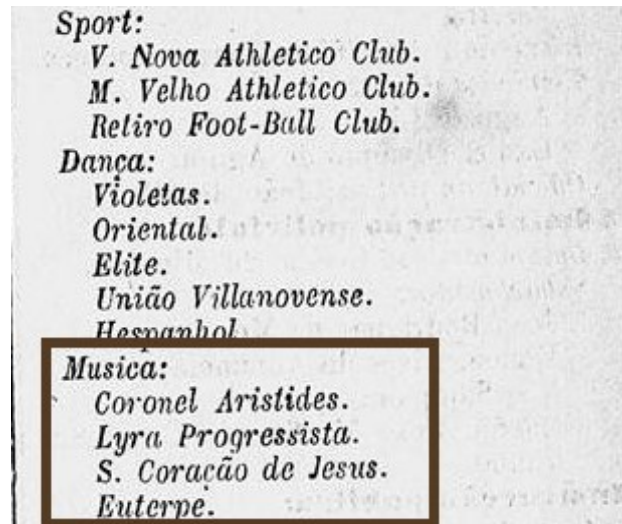 Sport:
V. Nova Athletico Club.
M. Velho Athletico Club.
Retiro Foot-Ball Club.
Dança:
Violetas.
Oriental.
Elite.
União Villanovense.
Hespanhol
Musica:
Coronel Aristides.
Lyra Progressista.
S. Coração de Jesus.
Euterpe.